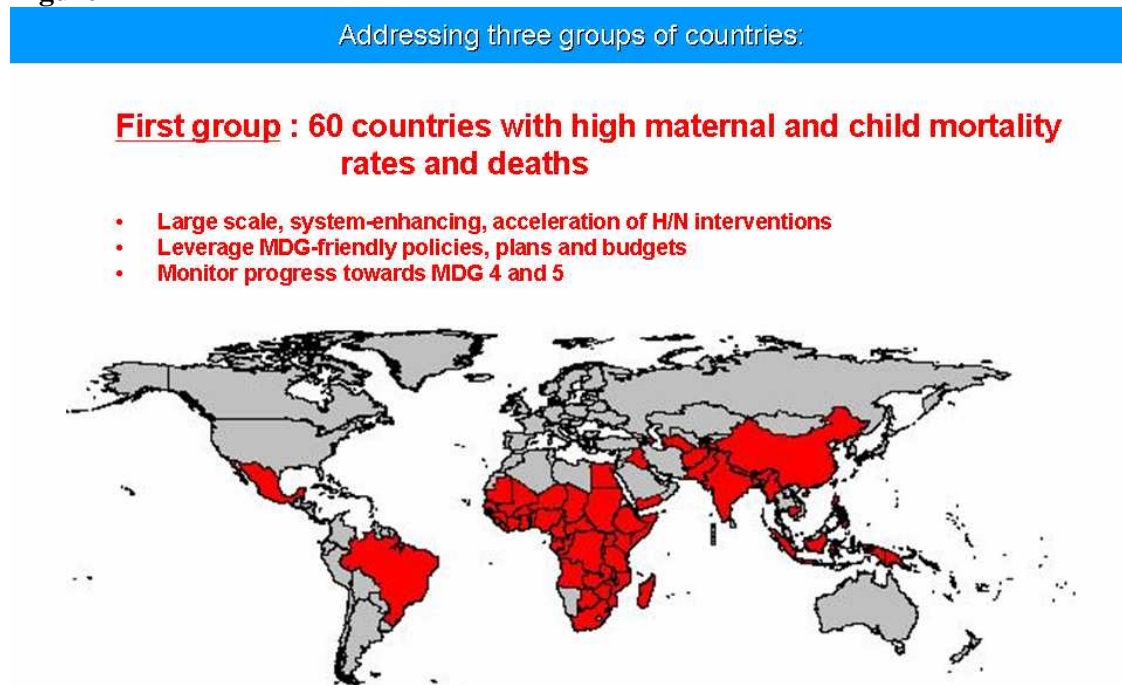 Addressing three groups of countries:
First group : 60 countries with high maternal and child mortality
rates and deaths
• Large scale, system-enhancing, acceleration of H/N interventions
• Leverage MDG-friendly policies, plans and budgets
• Monitor progress towards MDG 4 and 5